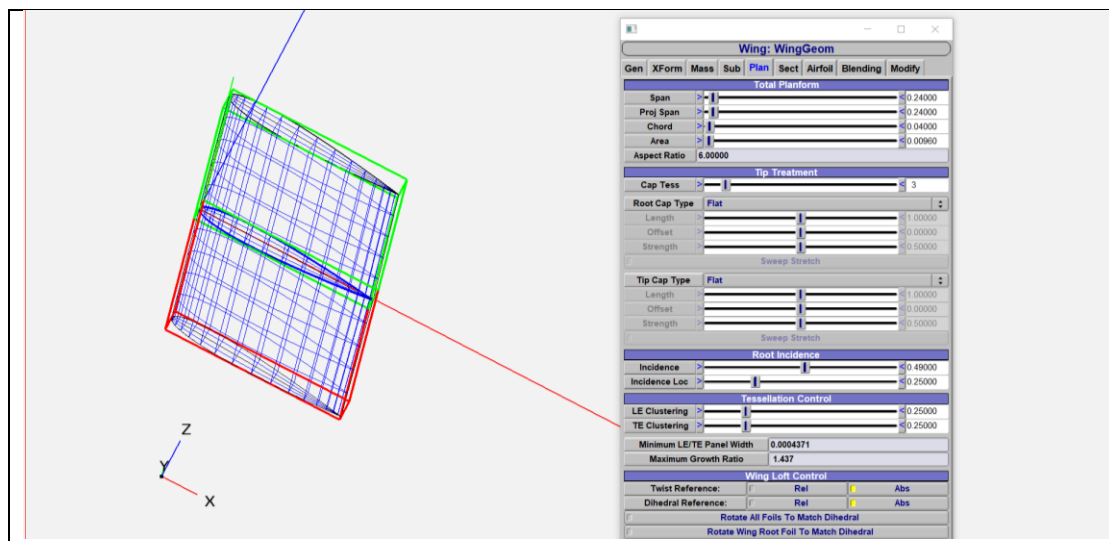 Wing: WingGeom
Gen XForm Mass Sub Plan Sect Airfoil Blending Modify
Total Planform
Span > < 0.24000
Proj Span > < 0.24000
Chord > < 0.04000
Area > < 0.00960
Aspect Ratio 6.00000
Tip Treatment
Cap Tess > < 3
Root Cap Type Flat
Length > < 1.00000
Offset > < 0.00000
Strength > < 0.50000
Sweep Stretch
Tip Cap Type Flat
Length > < 1.00000
Offset > < 0.00000
Strength > < 0.50000
Sweep Stretch
Root Incidence
Incidence > < 0.49000
Incidence Loc > < 0.25000
Tessellation Control
LE Clustering > < 0.25000
TE Clustering > < 0.25000
Minimum LE/TE Panel Width 0.0004371
Maximum Growth Ratio 1.437
Wing Loft Control
Twist Reference: Rel Abs
Dihedral Reference: Rel Abs
Rotate All Foils To Match Dihedral
Rotate Wing Root Foil To Match Dihedral
Z
Y
X